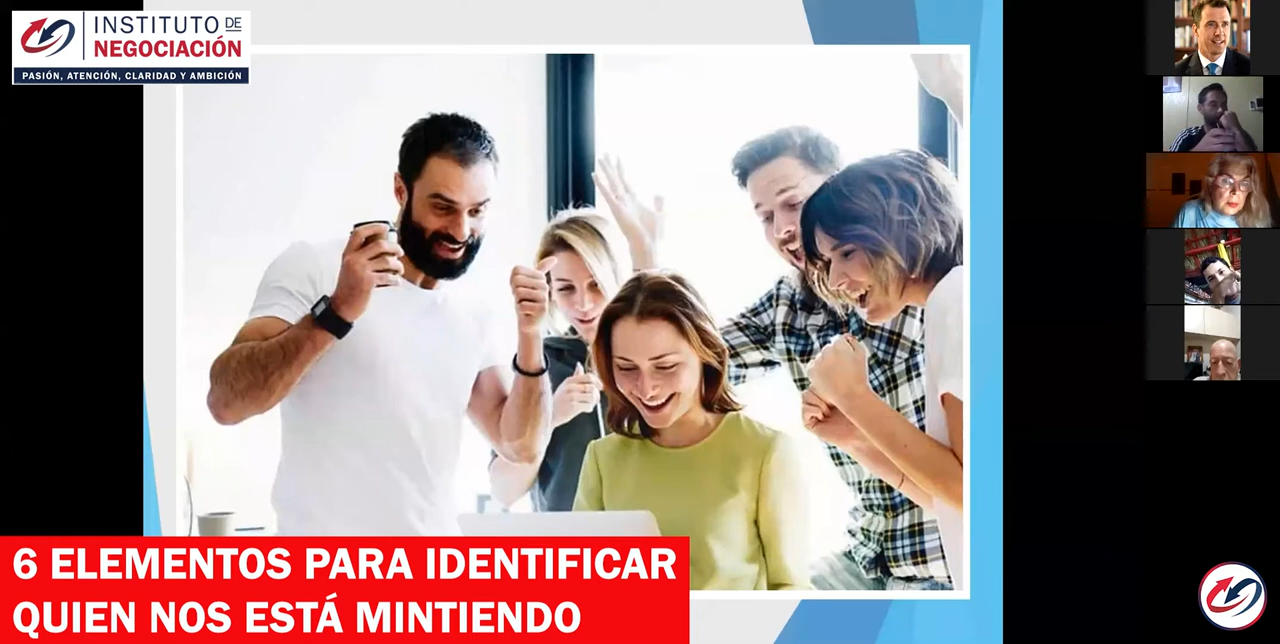 INSTITUTO DE
NEGOCIACIÓN
PASIÓN, ATENCIÓN, CLARIDAD Y AMBICIÓN
6 ELEMENTOS PARA IDENTIFICAR
QUIEN NOS ESTÁ MINTIENDO